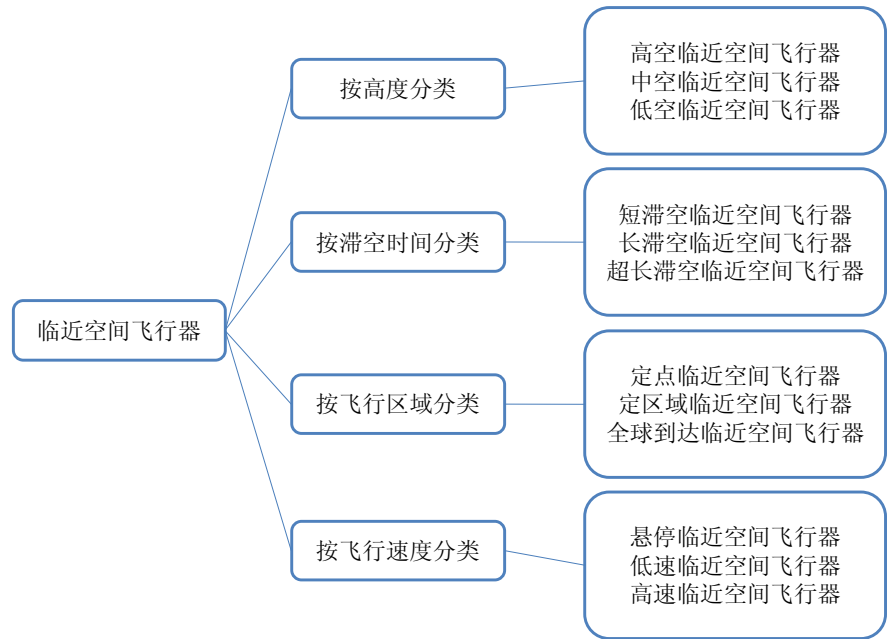 临近空间飞行器
按高度分类
高空临近空间飞行器
中空临近空间飞行器
低空临近空间飞行器
按滞空时间分类
短滞空临近空间飞行器
长滞空临近空间飞行器
超长滞空临近空间飞行器
按飞行区域分类
定点临近空间飞行器
定区域临近空间飞行器
全球到达临近空间飞行器
按飞行速度分类
悬停临近空间飞行器
低速临近空间飞行器
高速临近空间飞行器